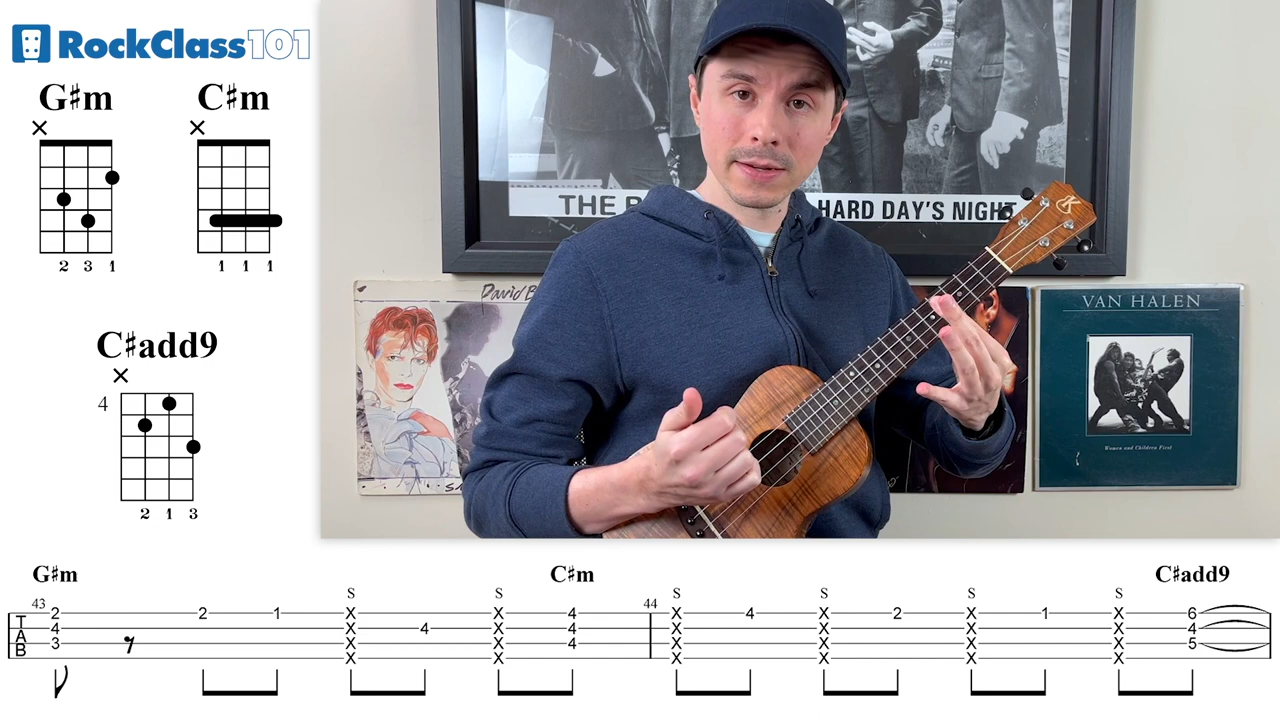 RockClass101
G♯m
C♯m
×
×
2 3 1
1 1 1
C♯add9
×
4
2 1 3
THE B
HARD DAY'S NIGHT
David B
VAN HALEN
Women and Children First
K
G♯m
C♯m
C♯add9
S
S
S
S
S
S
43
44
T
A
B
2 2 1 X X 4 X 4 X 2 X 1 X 6
4 X 4 X 4 X X X X 4
3 X X 4 X X X X 5
X X X X X X